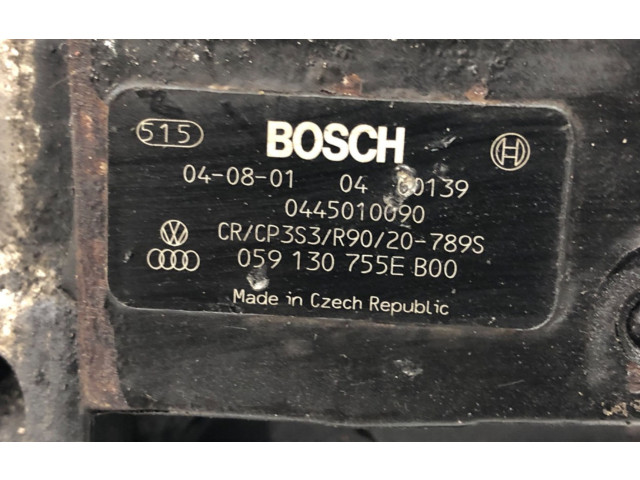 515 BOSCH
04-08-01 04 00139
0445010090
CR/CP3S3/R90/20-789S
059 130 755E B00
Made in Czech Republic